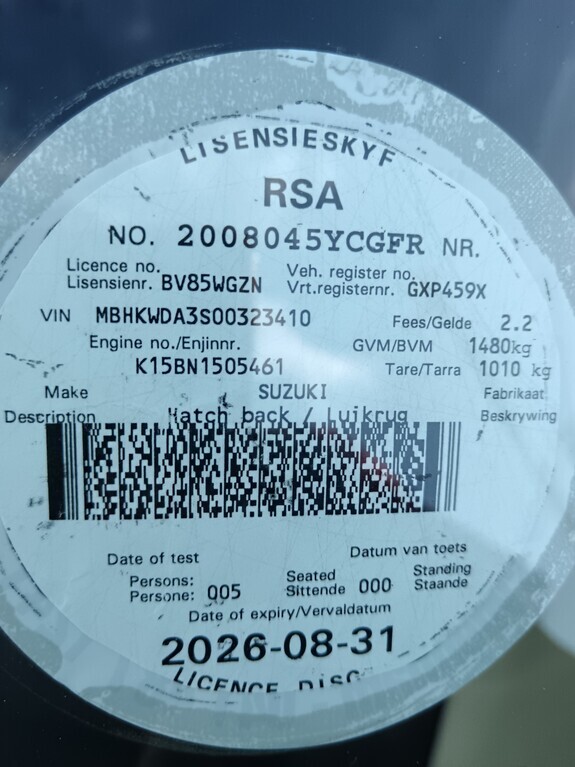 LISENSIESKYF
RSA
NO. 2008045YCGFR NR.
Licence no. Veh. register no.
Lisensienr. BV85WGZN Vrt.registernr. GXP459X
VIN MBHKWDA3S00323410 Fees/Gelde 2.2
Engine no./Enjinnr. GVM/BVM 1480kg
K15BN1505461 Tare/Tarra 1010 kg
Make SUZUKI Fabrikaat
Description Hatch back / Luikrug Beskrywing
Date of test Datum van toets
Persons: Seated Standing
Persone: 005 Sittende 000 Staande
Date of expiry/Vervaldatum
2026-08-31
LICENCE DISC